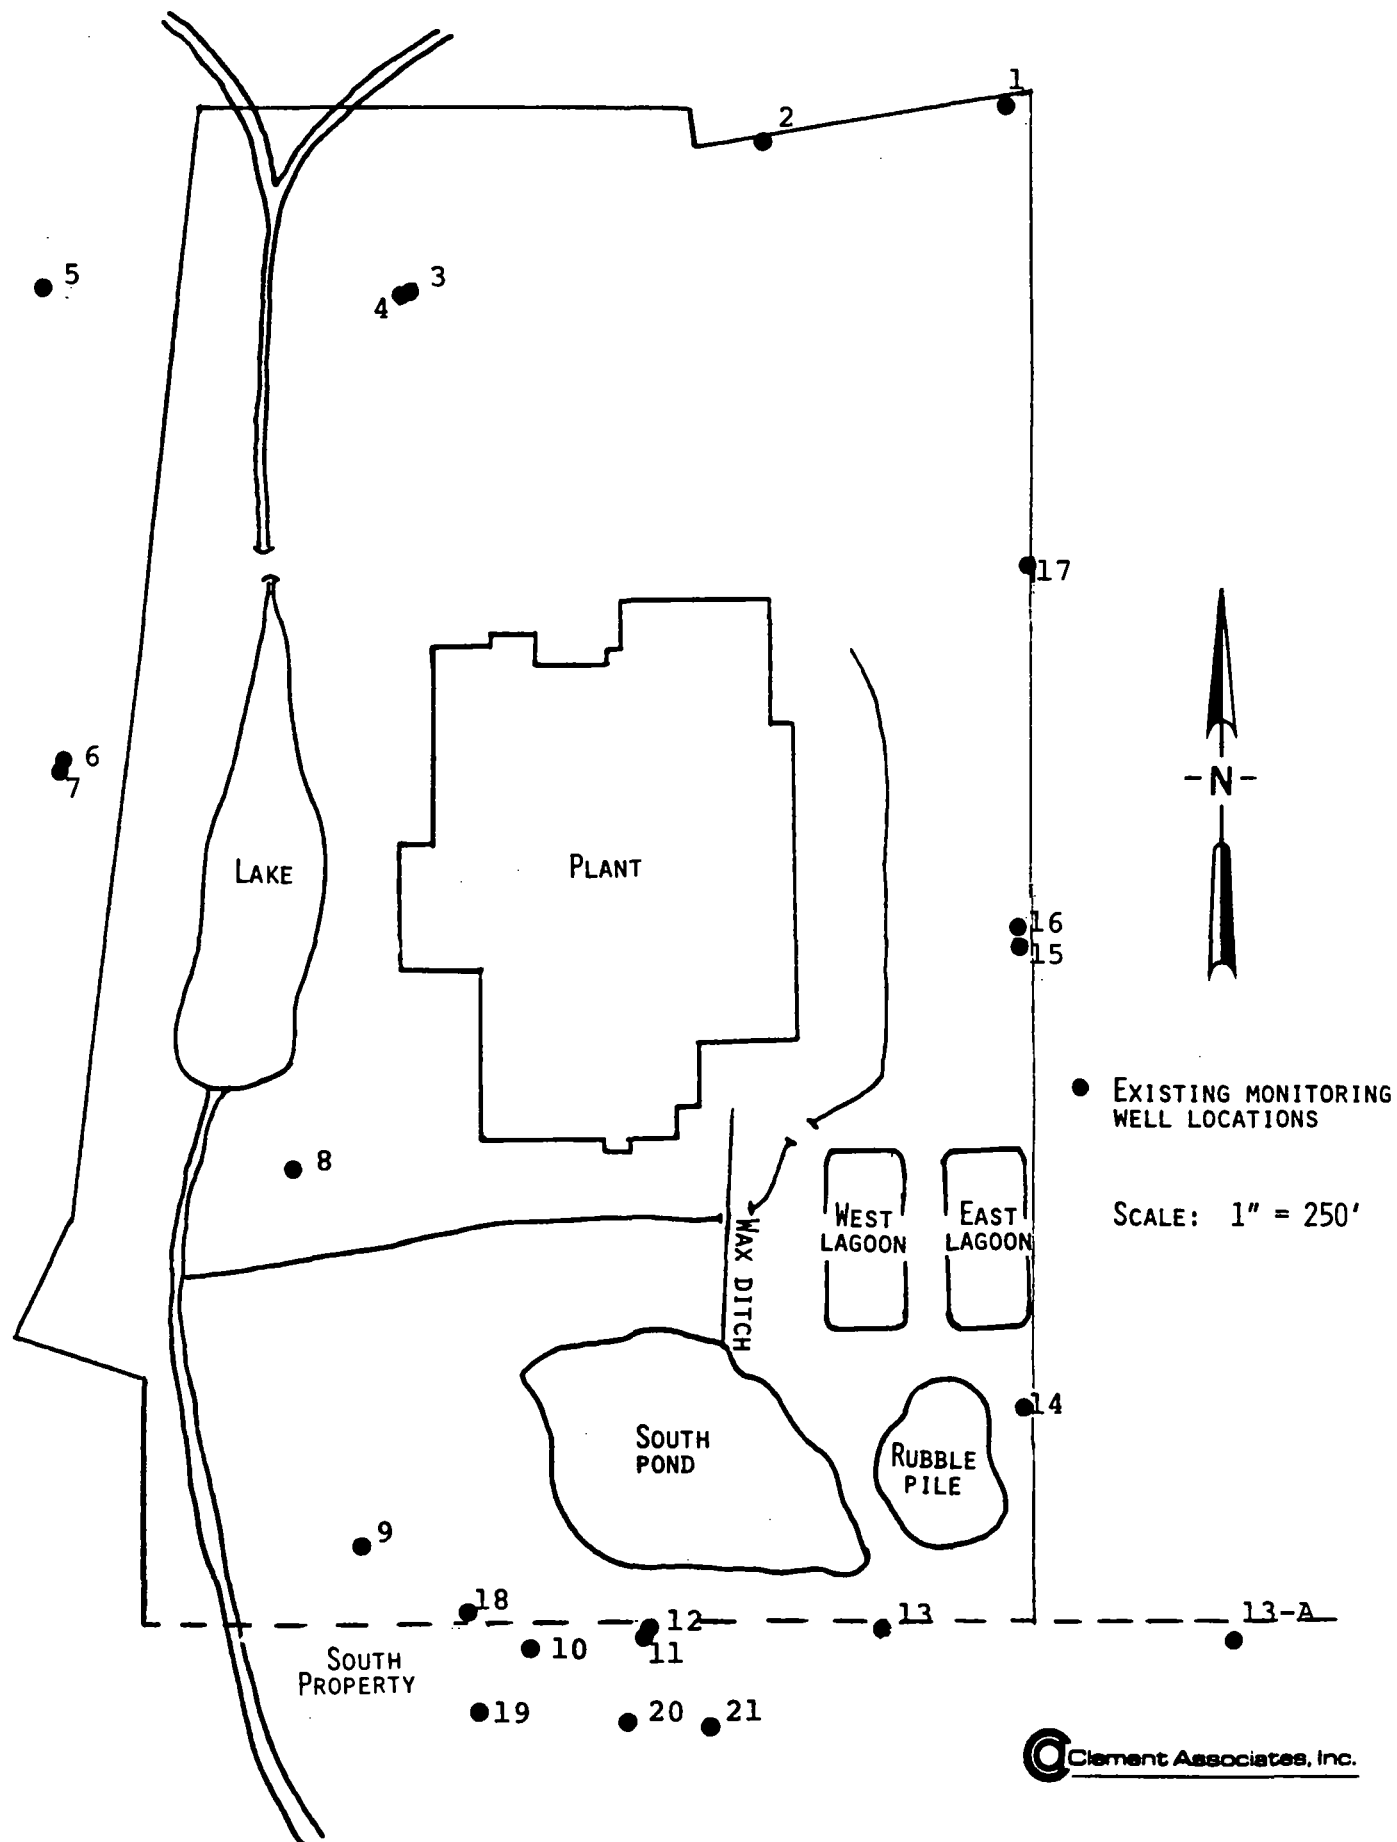 1
2
5
3
4
17
6
7
LAKE
PLANT
-N-
16
15
EXISTING MONITORING
WELL LOCATIONS
8
WEST
LAGOON
EAST
LAGOON
SCALE: 1" = 250'
WAX DITCH
14
SOUTH
POND
RUBBLE
PILE
9
18
12
13
13-A
10
11
SOUTH
PROPERTY
19
20
21
Clement Associates, Inc.